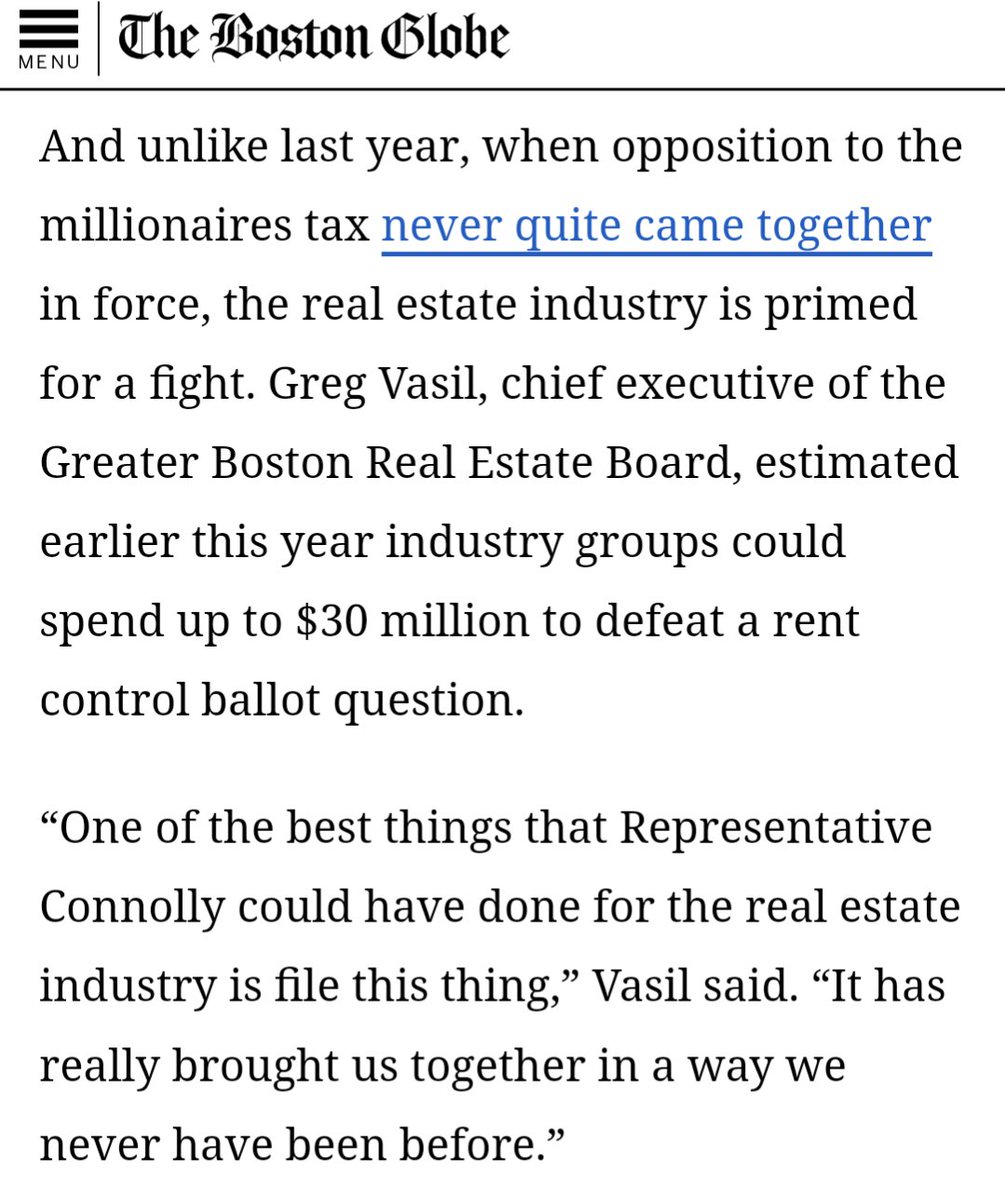 MENU
The Boston Globe
And unlike last year, when opposition to the
millionaires tax never quite came together
in force, the real estate industry is primed
for a fight. Greg Vasil, chief executive of the
Greater Boston Real Estate Board, estimated
earlier this year industry groups could
spend up to $30 million to defeat a rent
control ballot question.
“One of the best things that Representative
Connolly could have done for the real estate
industry is file this thing,” Vasil said. “It has
really brought us together in a way we
never have been before.”